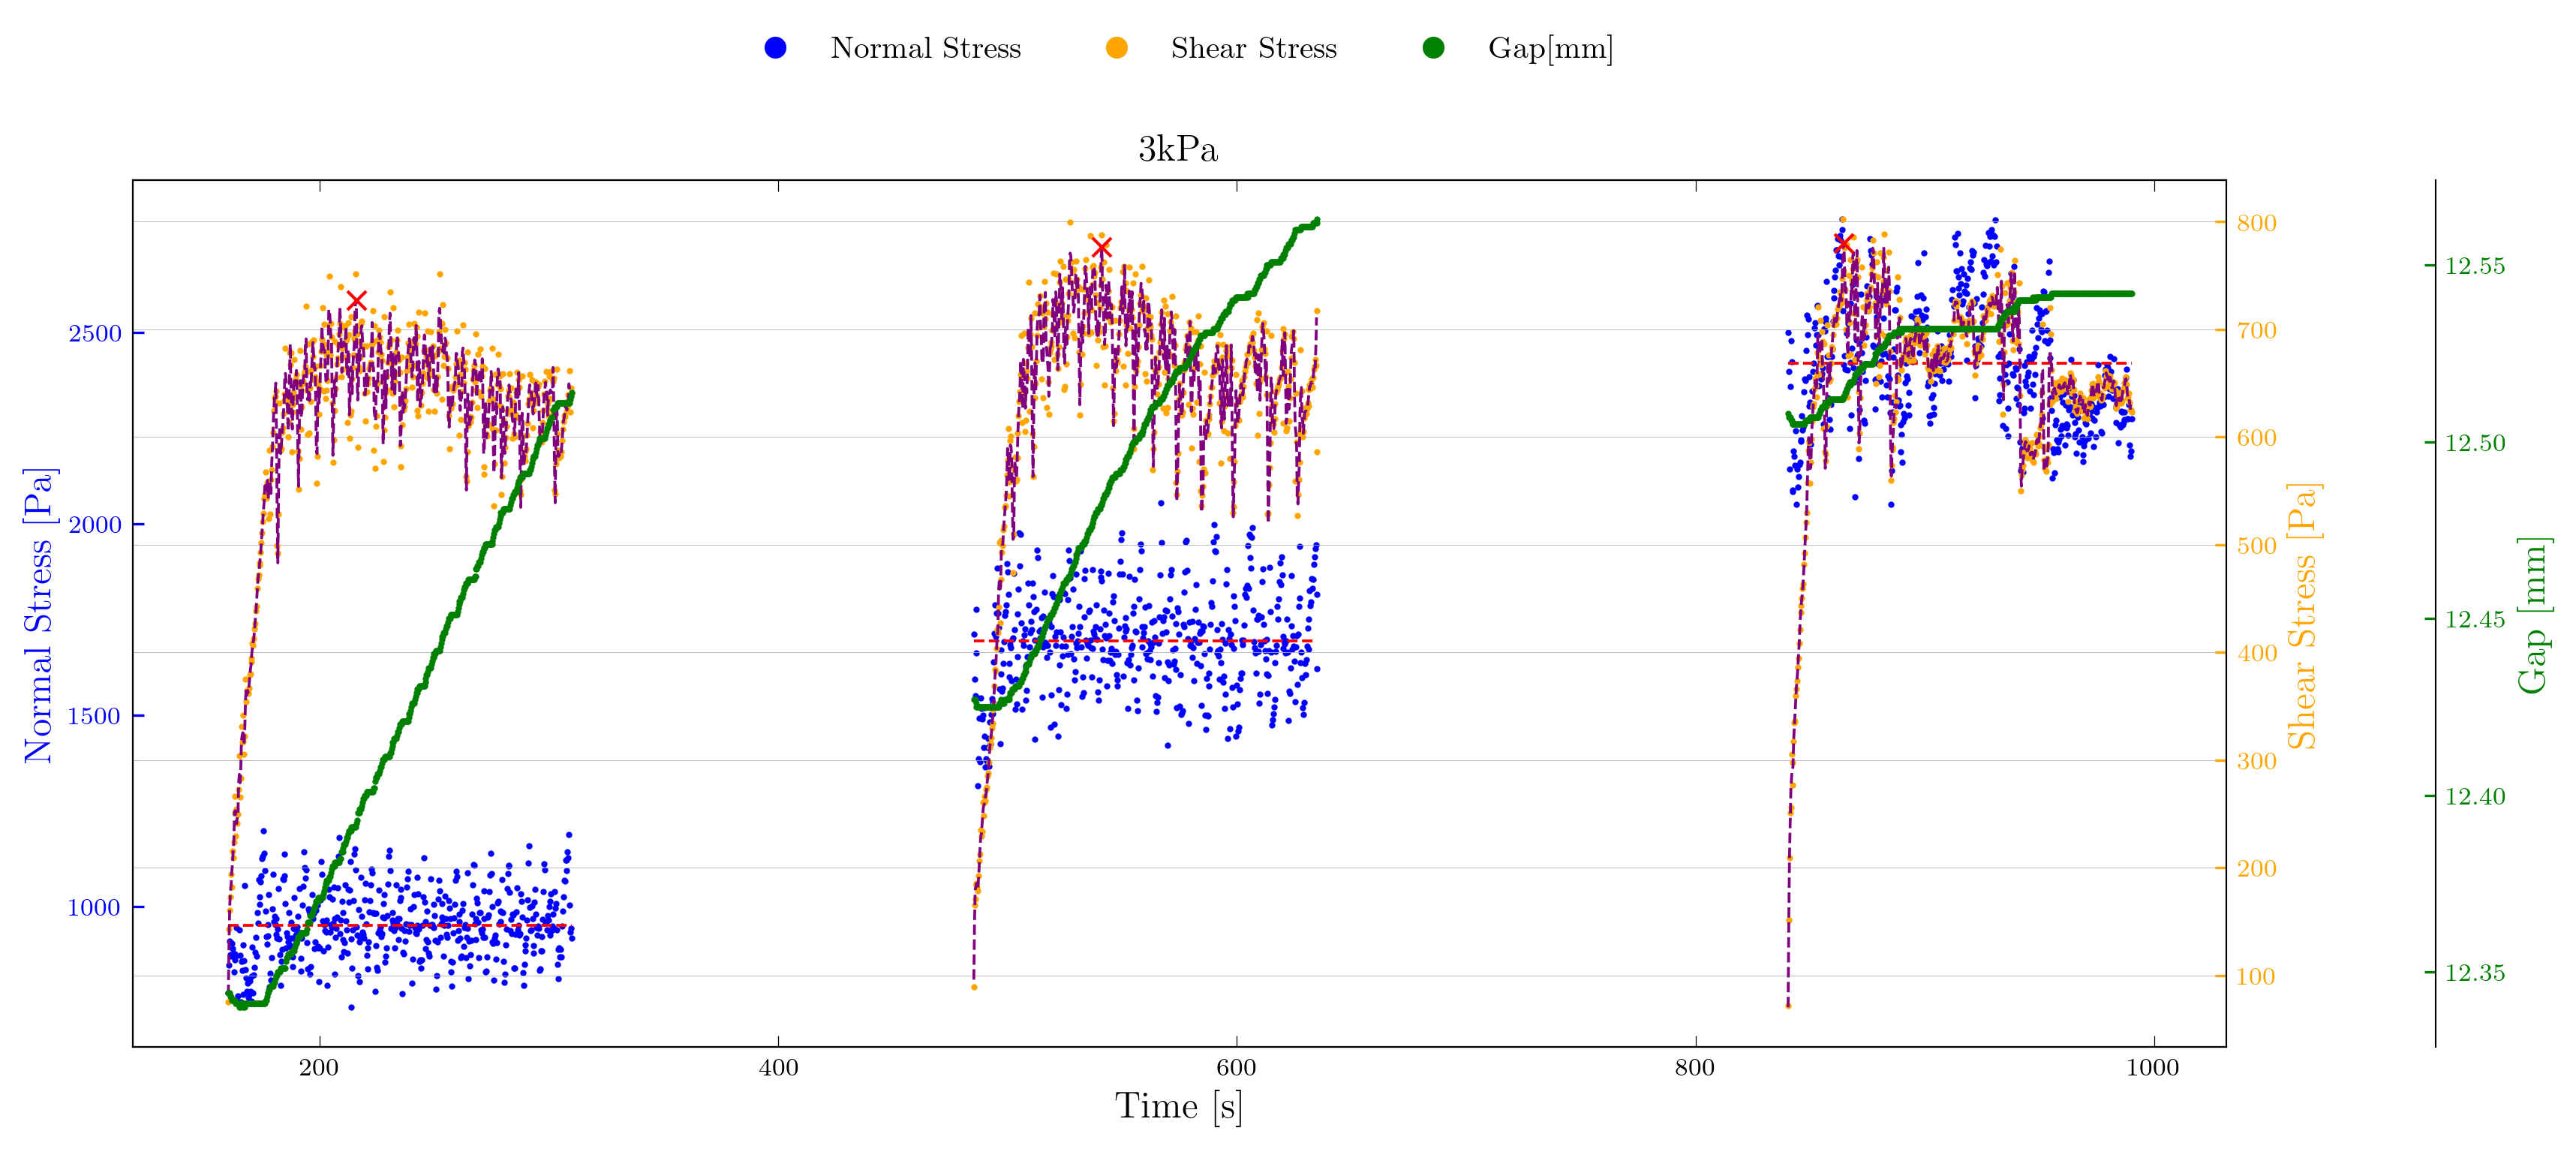 Normal Stress Shear Stress Gap[mm]
3kPa
Normal Stress [Pa]
2500
2000
1500
1000
800
700
600
500
400
300
200
100
Shear Stress [Pa]
12.55
12.50
12.45
12.40
12.35
Gap [mm]
200 400 600 800 1000
Time [s]